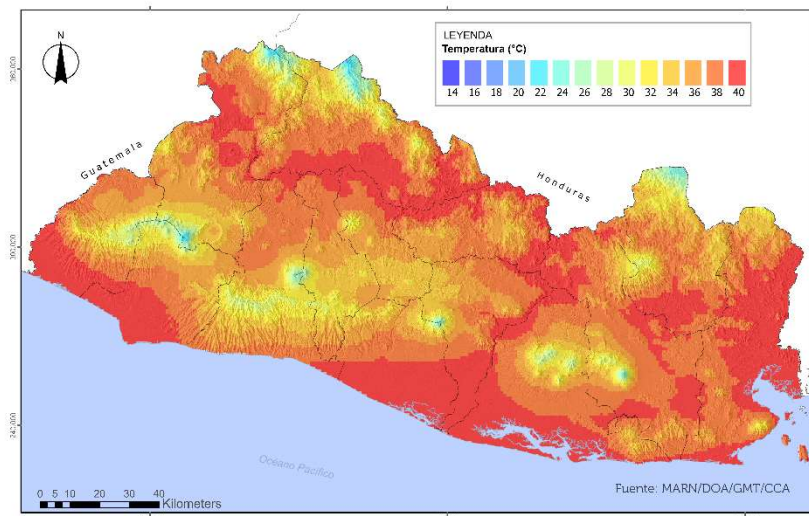 N
LEYENDA
Temperatura (°C)
14 16 18 20 22 24 26 28 30 32 34 36 38 40
Guatemala
Honduras
Océano Pacífico
0 5 10 20 30 40
Kilometers
Fuente: MARN/DOA/GMT/CCA